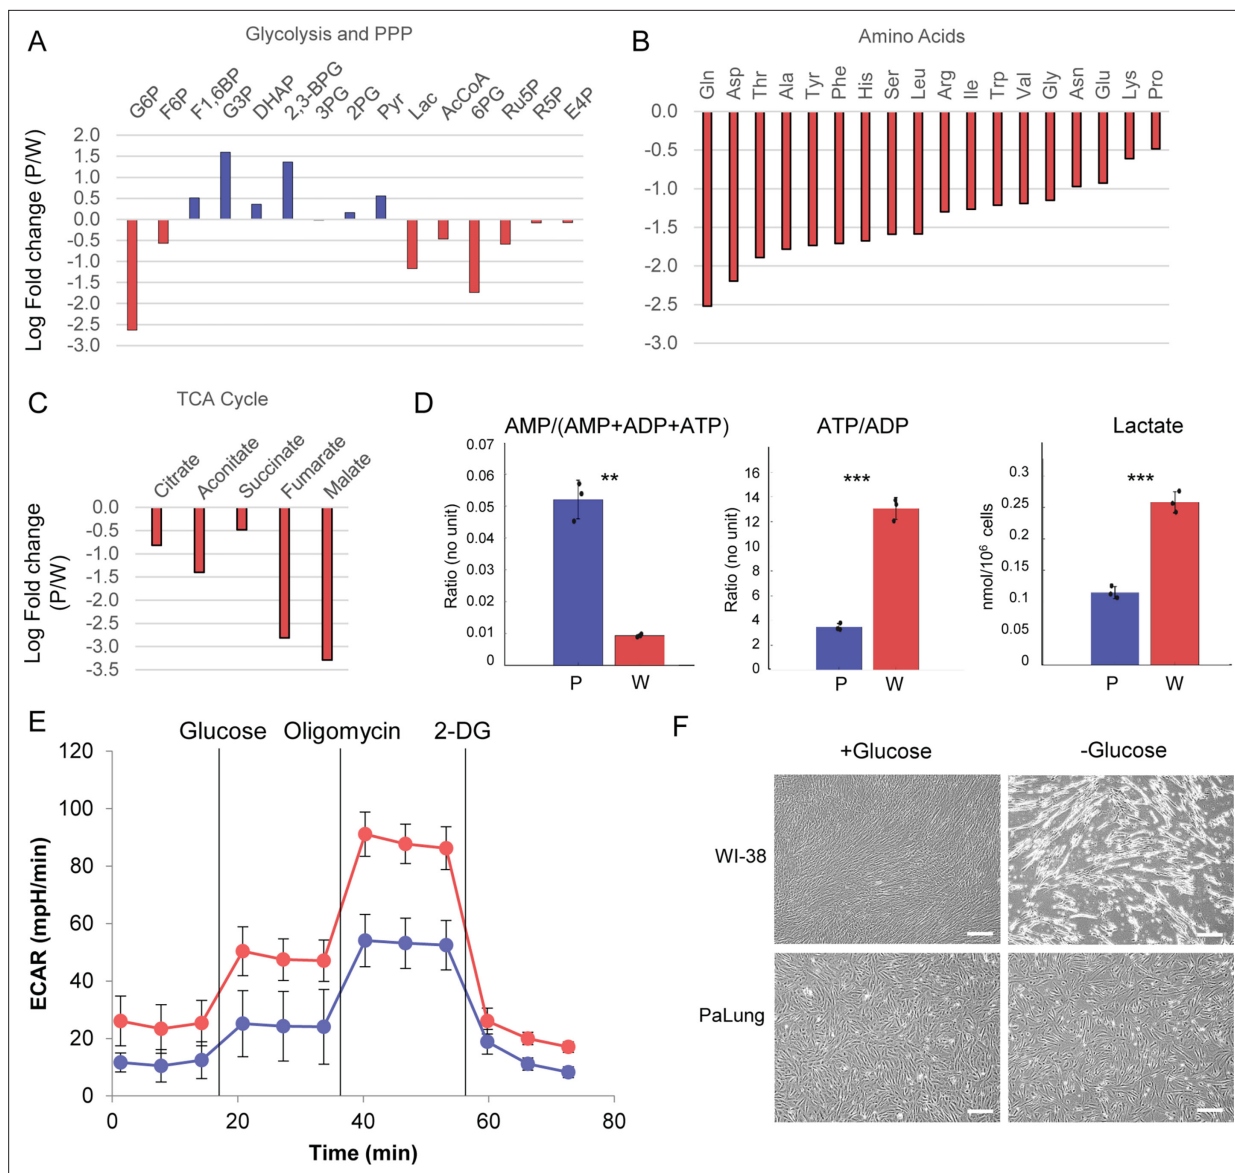 A
Glycolysis and PPP
G6P
F6P
F1,6BP
G3P
DHAP
2,3-BPG
3PG
2PG
Pyr
Lac
AcCoA
6PG
Ru5P
R5P
E4P
Log Fold change (P/W)
2.0
1.5
1.0
0.5
0.0
-0.5
-1.0
-1.5
-2.0
-2.5
-3.0
B
Amino Acids
Gln
Asp
Thr
Ala
Tyr
Phe
His
Ser
Leu
Arg
Ile
Trp
Val
Gly
Asn
Glu
Lys
Pro
0.0
-0.5
-1.0
-1.5
-2.0
-2.5
-3.0
C
TCA Cycle
Citrate
Aconitate
Succinate
Fumarate
Malate
Log Fold change
(P/W)
0.0
-0.5
-1.0
-1.5
-2.0
-2.5
-3.0
-3.5
D
AMP/(AMP+ADP+ATP)
Ratio (no unit)
0.07
0.06
0.05
0.04
0.03
0.02
0.01
0
**
P
W
ATP/ADP
Ratio (no unit)
16
14
12
10
8
6
4
2
0
***
P
W
Lactate
nmol/10⁶ cells
0.3
0.25
0.2
0.15
0.1
0.05
0
***
P
W
E
Glucose
Oligomycin
2-DG
ECAR (mpH/min)
120
100
80
60
40
20
0
0
20
40
60
80
Time (min)
F
+Glucose
-Glucose
WI-38
PaLung